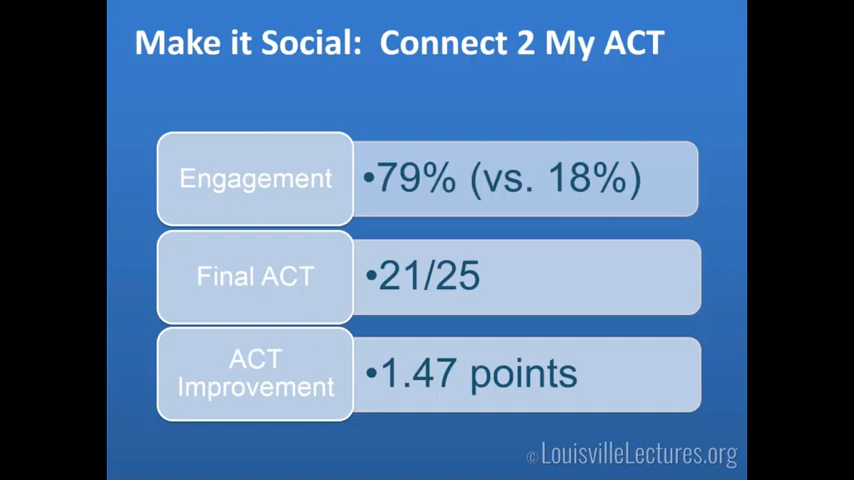 Make it Social: Connect 2 My ACT
Engagement
•79% (vs. 18%)
Final ACT
•21/25
ACT
Improvement
•1.47 points
© LouisvilleLectures.org